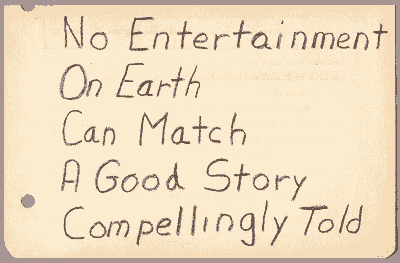 No Entertainment
On Earth
Can Match
A Good Story
Compellingly Told